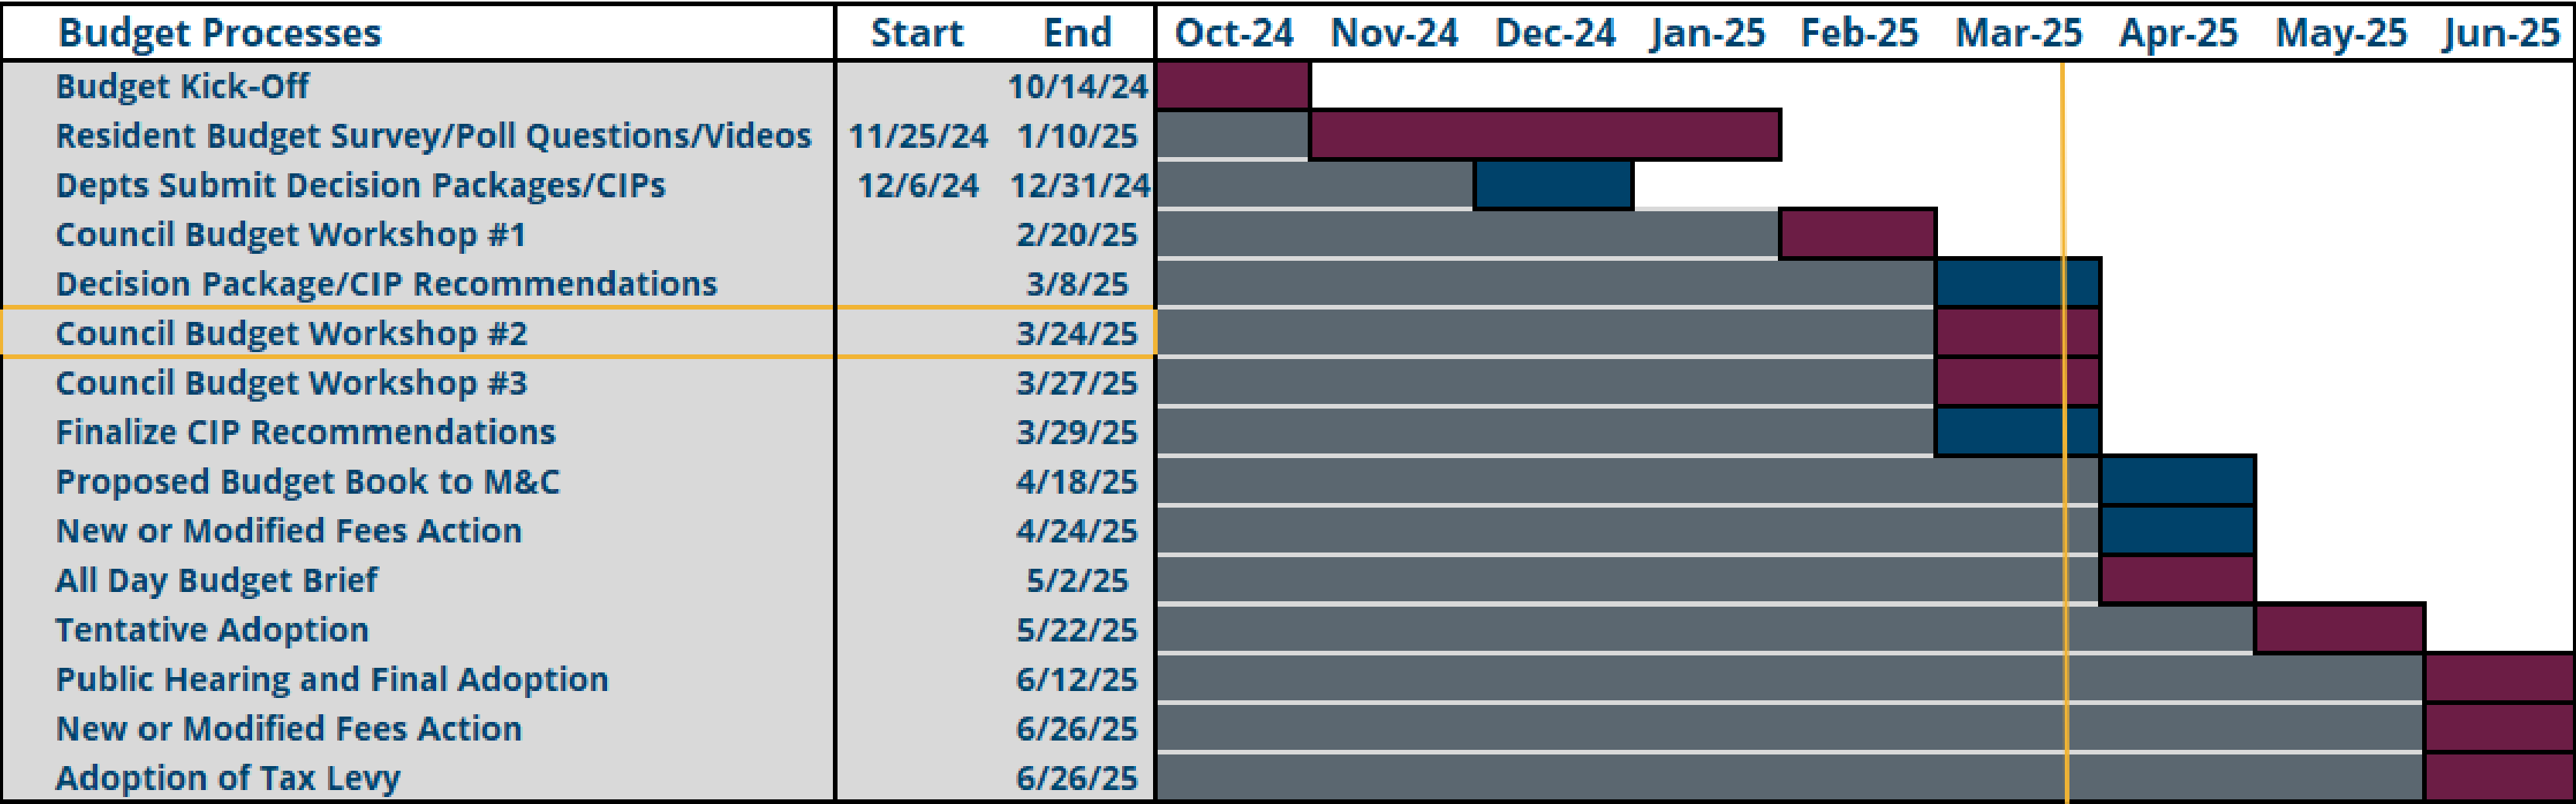 Budget Processes Start End Oct-24 Nov-24 Dec-24 Jan-25 Feb-25 Mar-25 Apr-25 May-25 Jun-25
Budget Kick-Off 10/14/24
Resident Budget Survey/Poll Questions/Videos 11/25/24 1/10/25
Depts Submit Decision Packages/CIPs 12/6/24 12/31/24
Council Budget Workshop #1 2/20/25
Decision Package/CIP Recommendations 3/8/25
Council Budget Workshop #2 3/24/25
Council Budget Workshop #3 3/27/25
Finalize CIP Recommendations 3/29/25
Proposed Budget Book to M&C 4/18/25
New or Modified Fees Action 4/24/25
All Day Budget Brief 5/2/25
Tentative Adoption 5/22/25
Public Hearing and Final Adoption 6/12/25
New or Modified Fees Action 6/26/25
Adoption of Tax Levy 6/26/25